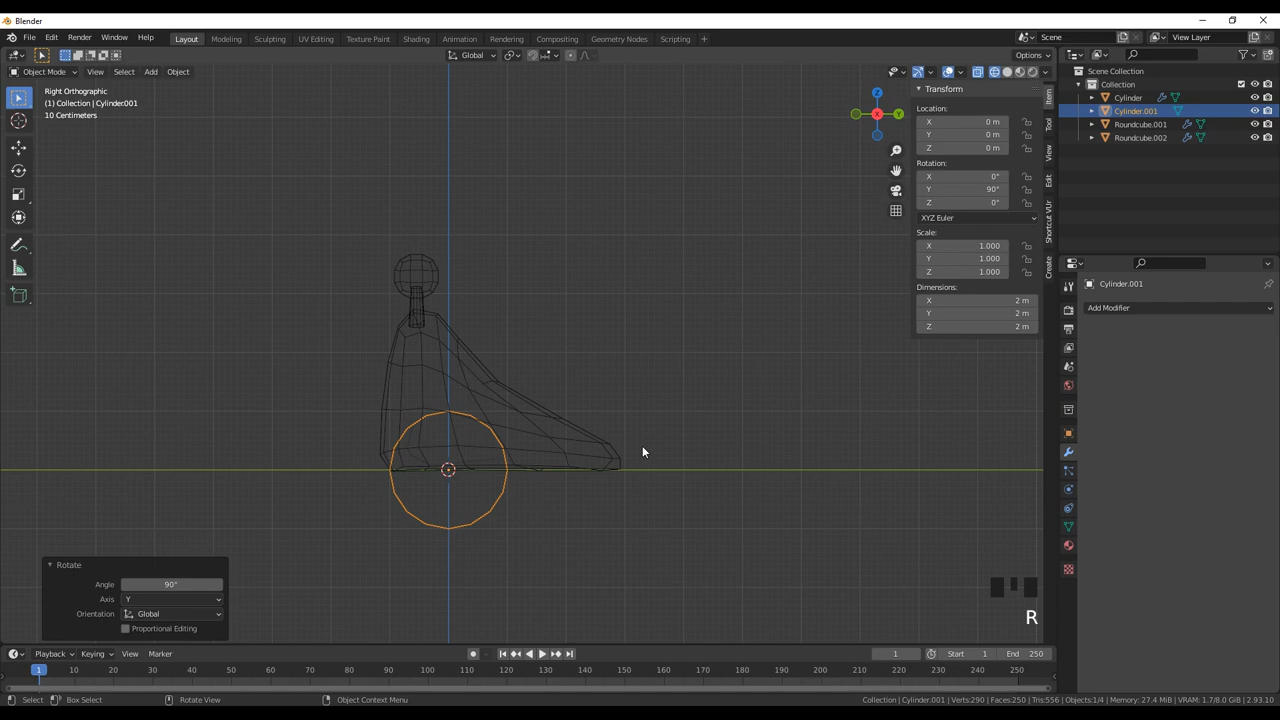 Blender
File Edit Render Window Help Layout Modeling Sculpting UV Editing Texture Paint Shading Animation Rendering Compositing Geometry Nodes Scripting + Scene View Layer
Global Options
Object Mode View Select Add Object
Right Orthographic
(1) Collection | Cylinder.001
10 Centimeters
Z
X
Y
Transform
Location:
X 0 m
Y 0 m
Z 0 m
Rotation:
X 0°
Y 90°
Z 0°
XYZ Euler
Scale:
X 1.000
Y 1.000
Z 1.000
Dimensions:
X 2 m
Y 2 m
Z 2 m
Item
Tool
View
Edit
Shortcut VUr
Create
Scene Collection
Collection
Cylinder
Cylinder.001
Roundcube.001
Roundcube.002
Cylinder.001
Add Modifier
Rotate
Angle 90°
Axis Y
Orientation Global
Proportional Editing
R
Playback Keying View Marker 1 Start 1 End 250
1 10 20 30 40 50 60 70 80 90 100 110 120 130 140 150 160 170 180 190 200 210 220 230 240 250
Select Box Select Rotate View Object Context Menu Collection | Cylinder.001 | Verts:290 | Faces:250 | Tris:556 | Objects:1/4 | Memory: 27.4 MiB | VRAM: 1.7/8.0 GiB | 2.93.10